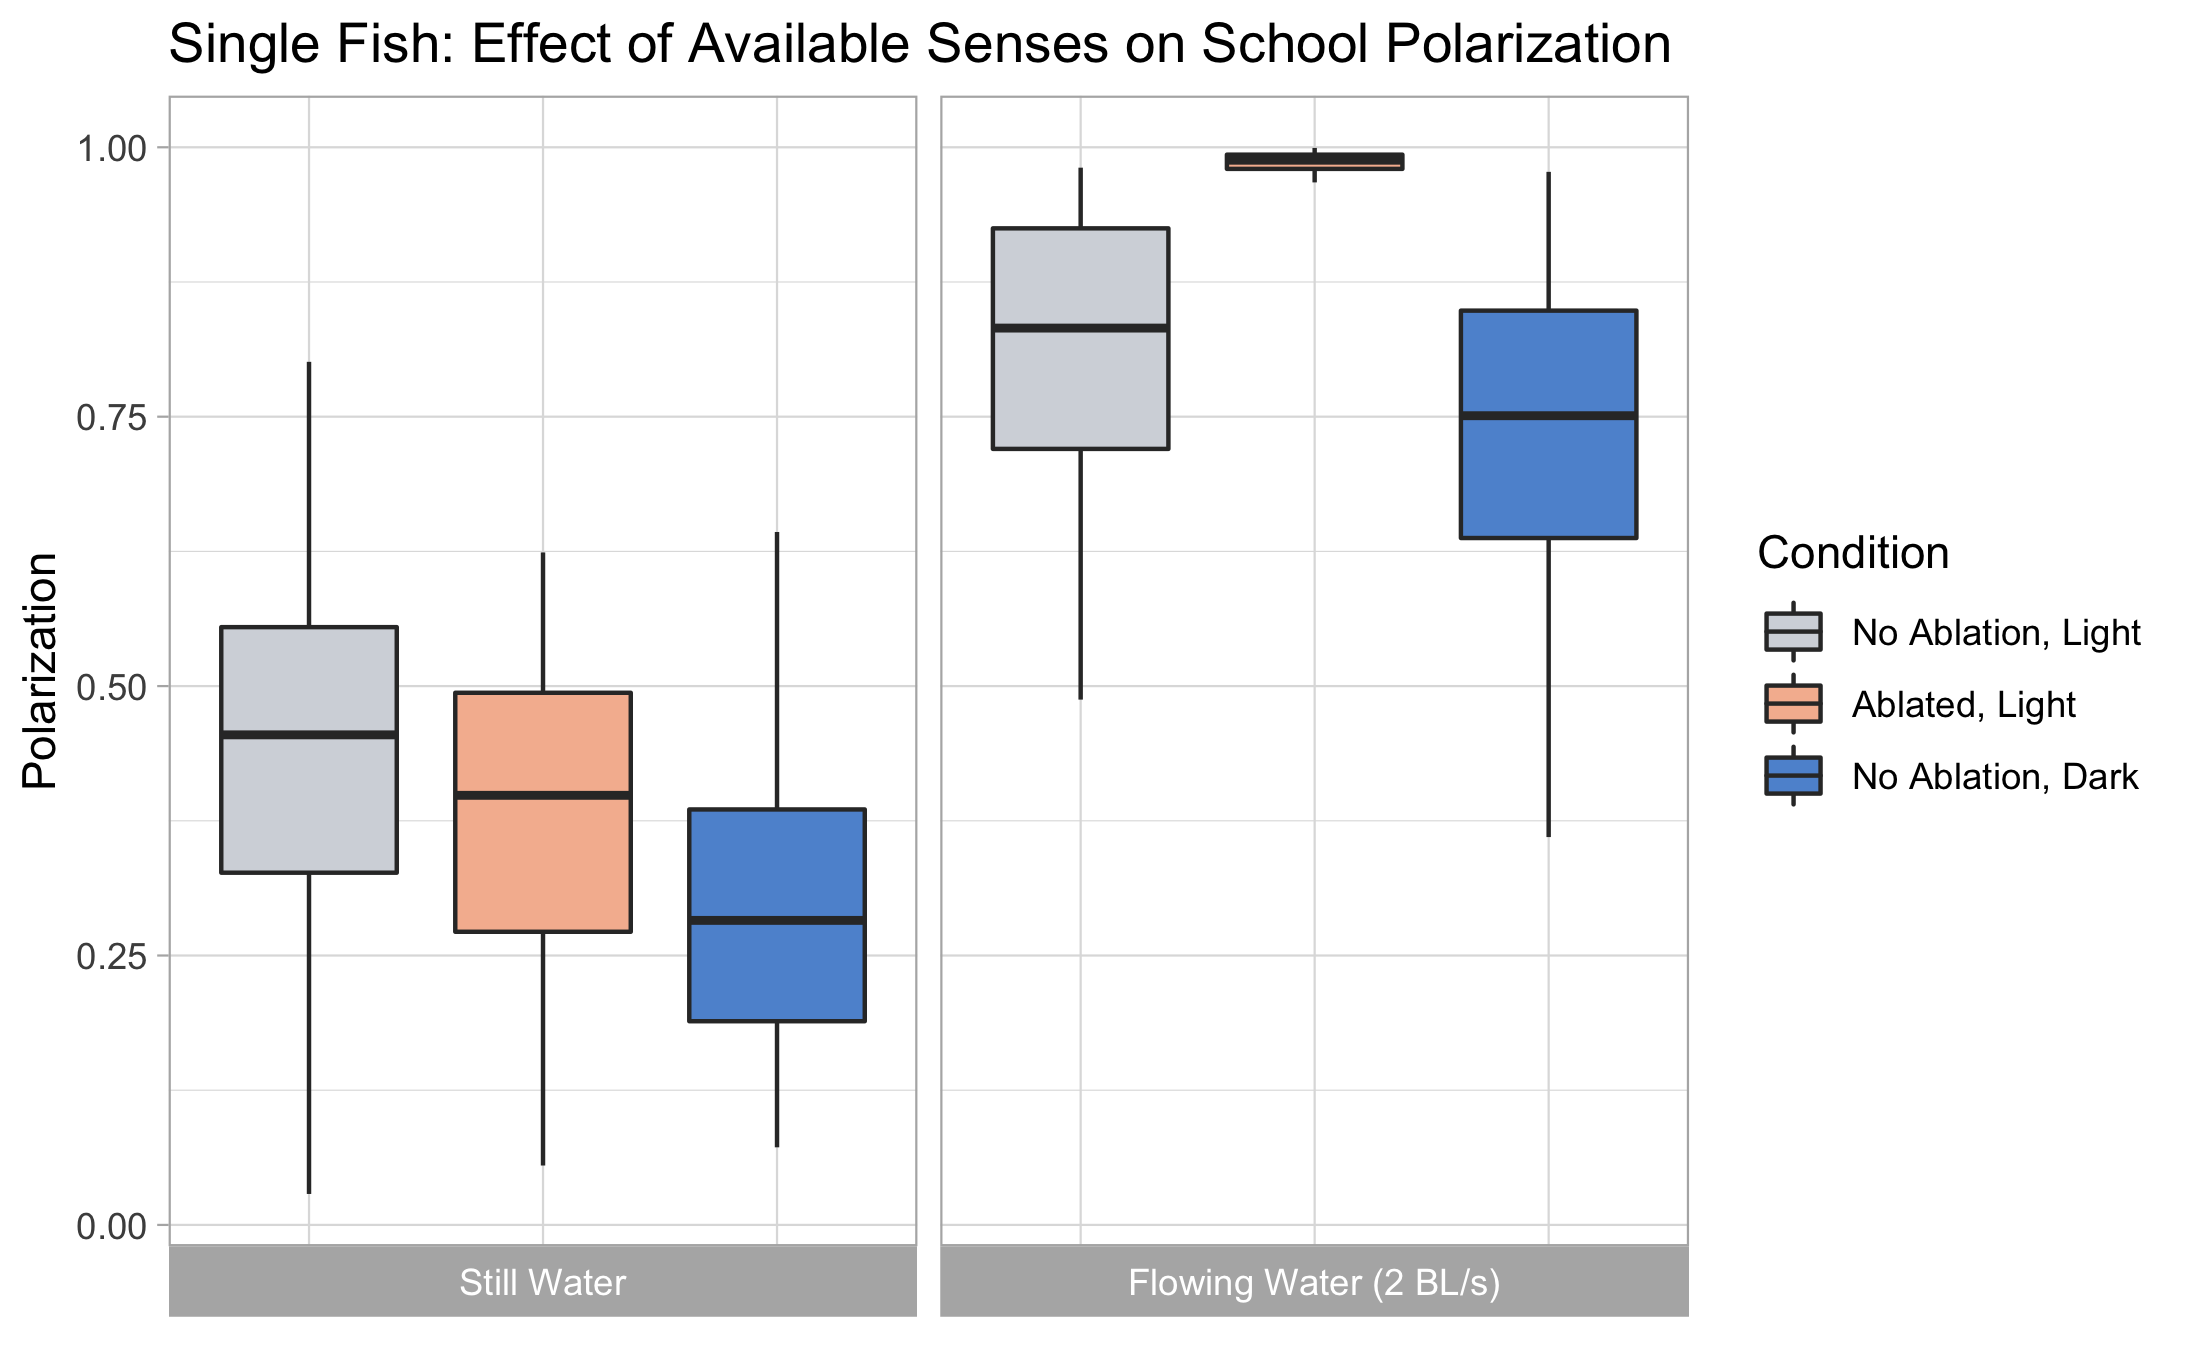 Single Fish: Effect of Available Senses on School Polarization
Polarization
1.00
0.75
0.50
0.25
0.00
Still Water
Flowing Water (2 BL/s)
Condition
No Ablation, Light
Ablated, Light
No Ablation, Dark